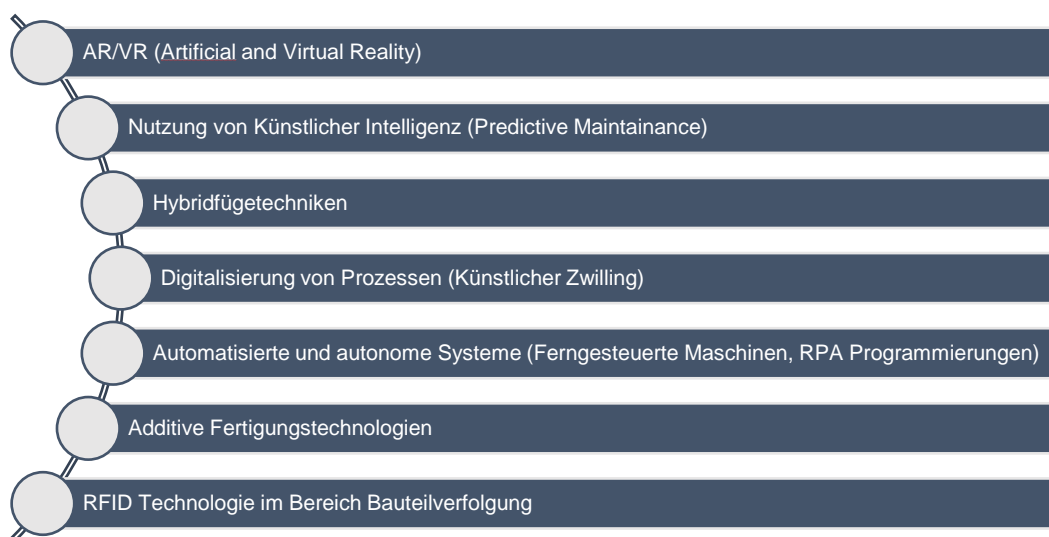 AR/VR (Artificial and Virtual Reality)
Nutzung von Künstlicher Intelligenz (Predictive Maintainance)
Hybridfügetechniken
Digitalisierung von Prozessen (Künstlicher Zwilling)
Automatisierte und autonome Systeme (Ferngesteuerte Maschinen, RPA Programmierungen)
Additive Fertigungstechnologien
RFID Technologie im Bereich Bauteilverfolgung